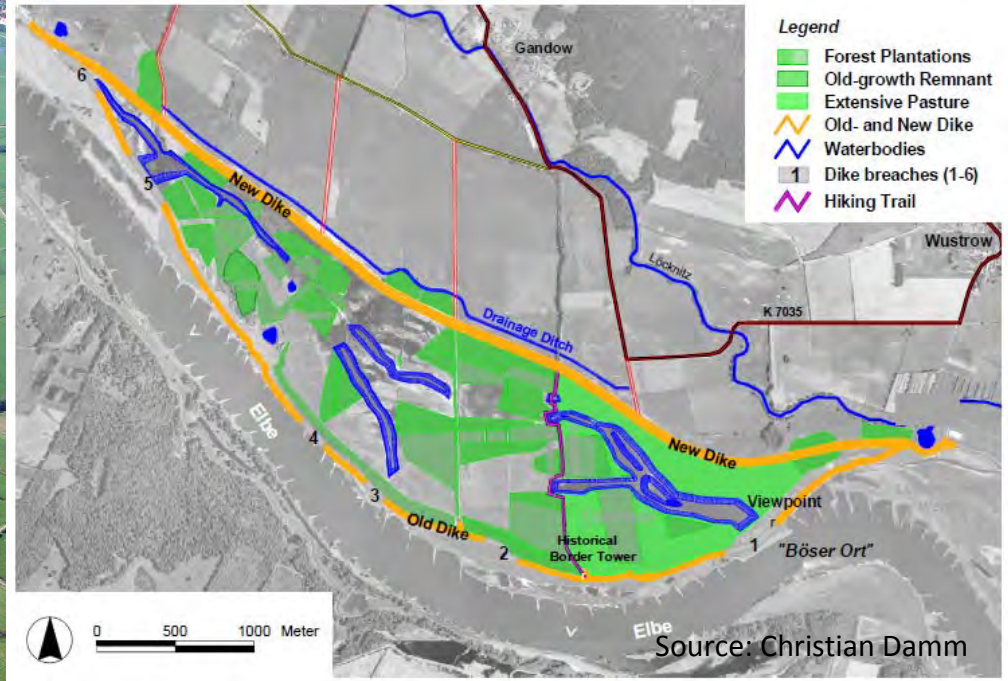 Legend
Forest Plantations
Old-growth Remnant
Extensive Pasture
Old- and New Dike
Waterbodies
1 Dike breaches (1-6)
Hiking Trail
Gandow
Wustrow
Löcknitz
K 7035
6
5
New Dike
Drainage Ditch
Elbe
4
3
Old Dike
2
New Dike
Viewpoint
Historical
Border Tower
1
"Böser Ort"
Elbe
0 500 1000 Meter
Source: Christian Damm